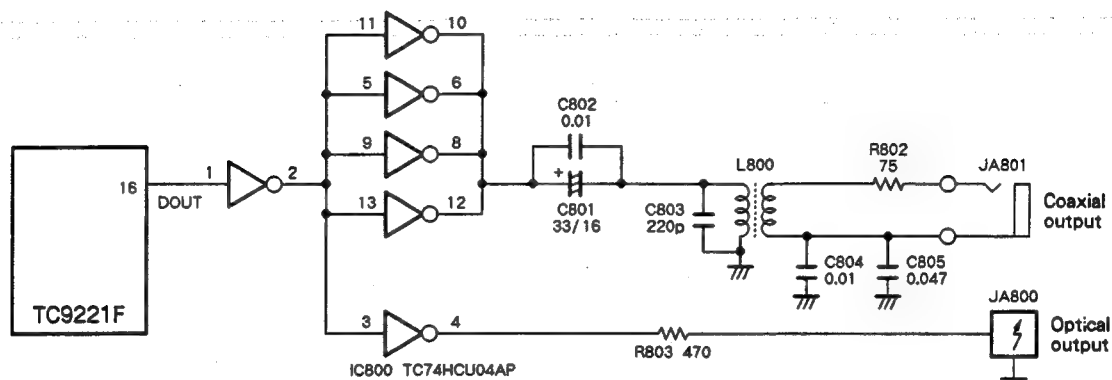 11
10
5
6
C802
0.01
9
8
L800
R802
75
JA801
16
1
2
DOUT
+
13
12
C801
33/16
C803
220p
Coaxial
output
C804
0.01
C805
0.047
TC9221F
3
4
JA800
R803 470
Optical
output
IC800 TC74HCU04AP